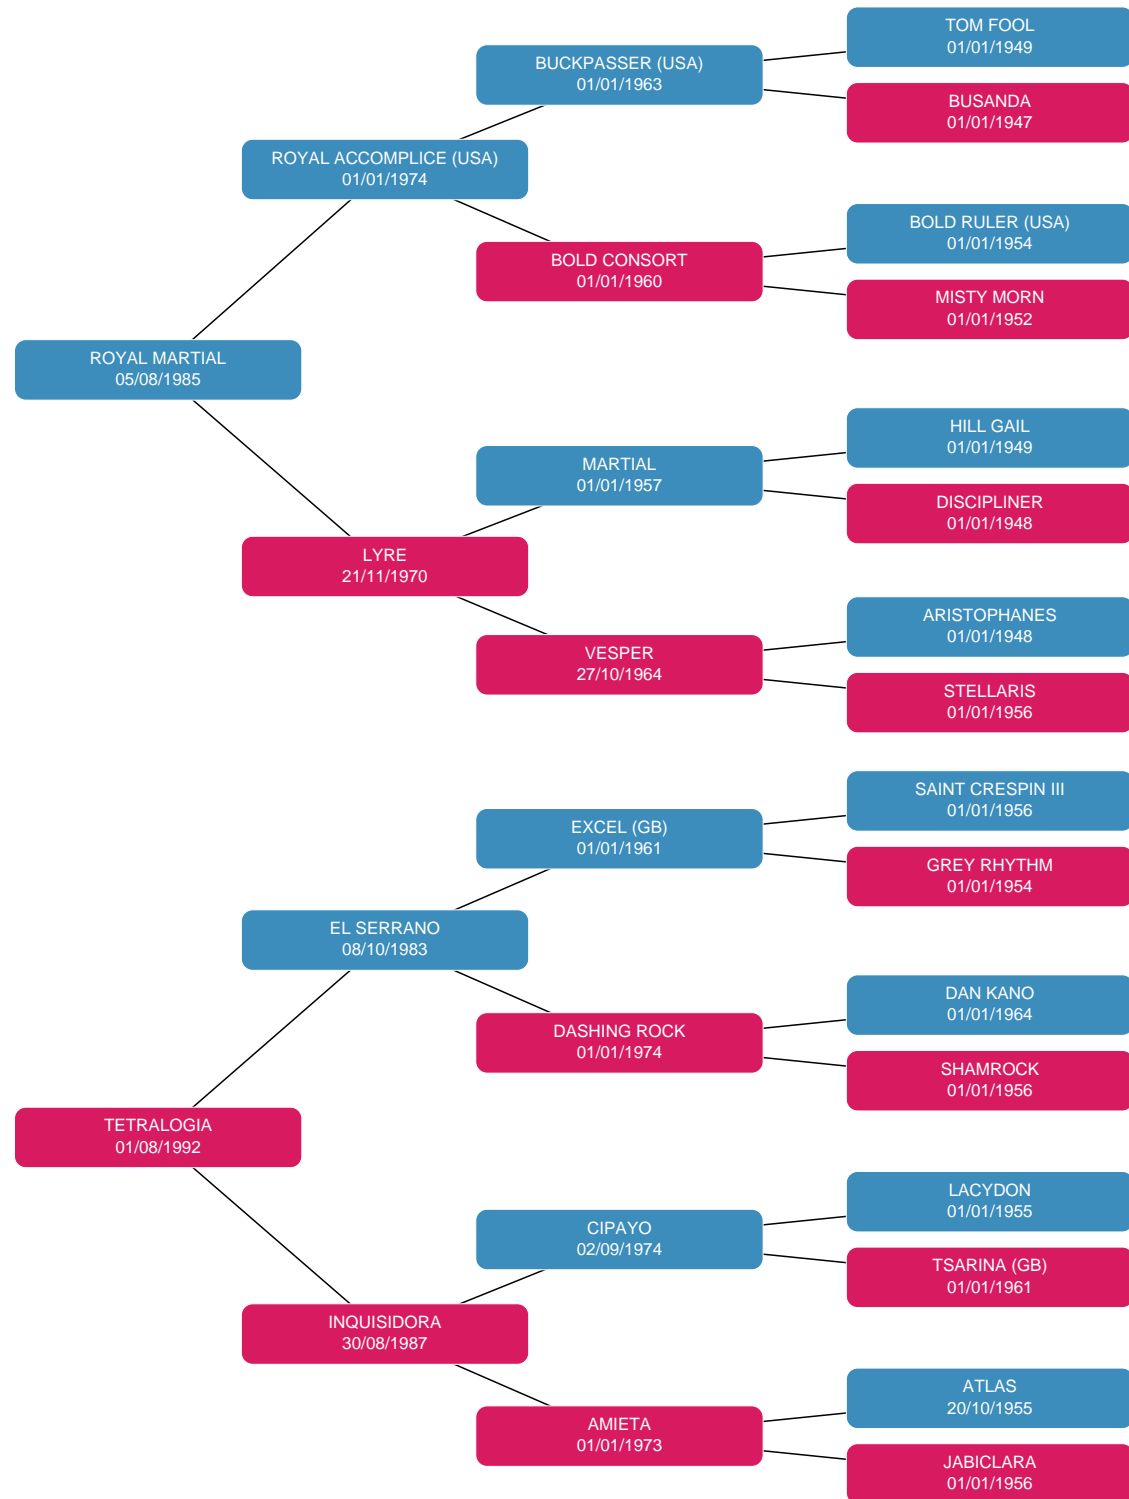 TOM FOOL
01/01/1949
BUCKPASSER (USA)
01/01/1963
BUSANDA
01/01/1947
ROYAL ACCOMPLICE (USA)
01/01/1974
BOLD RULER (USA)
01/01/1954
BOLD CONSORT
01/01/1960
MISTY MORN
01/01/1952
ROYAL MARTIAL
05/08/1985
HILL GAIL
01/01/1949
MARTIAL
01/01/1957
DISCIPLINER
01/01/1948
LYRE
21/11/1970
ARISTOPHANES
01/01/1948
VESPER
27/10/1964
STELLARIS
01/01/1956
SAINT CRESPIN III
01/01/1956
EXCEL (GB)
01/01/1961
GREY RHYTHM
01/01/1954
EL SERRANO
08/10/1983
DAN KANO
01/01/1964
DASHING ROCK
01/01/1974
SHAMROCK
01/01/1956
TETRALOGIA
01/08/1992
LACYDON
01/01/1955
CIPAYO
02/09/1974
TSARINA (GB)
01/01/1961
INQUISIDORA
30/08/1987
ATLAS
20/10/1955
AMIETA
01/01/1973
JABICLARA
01/01/1956